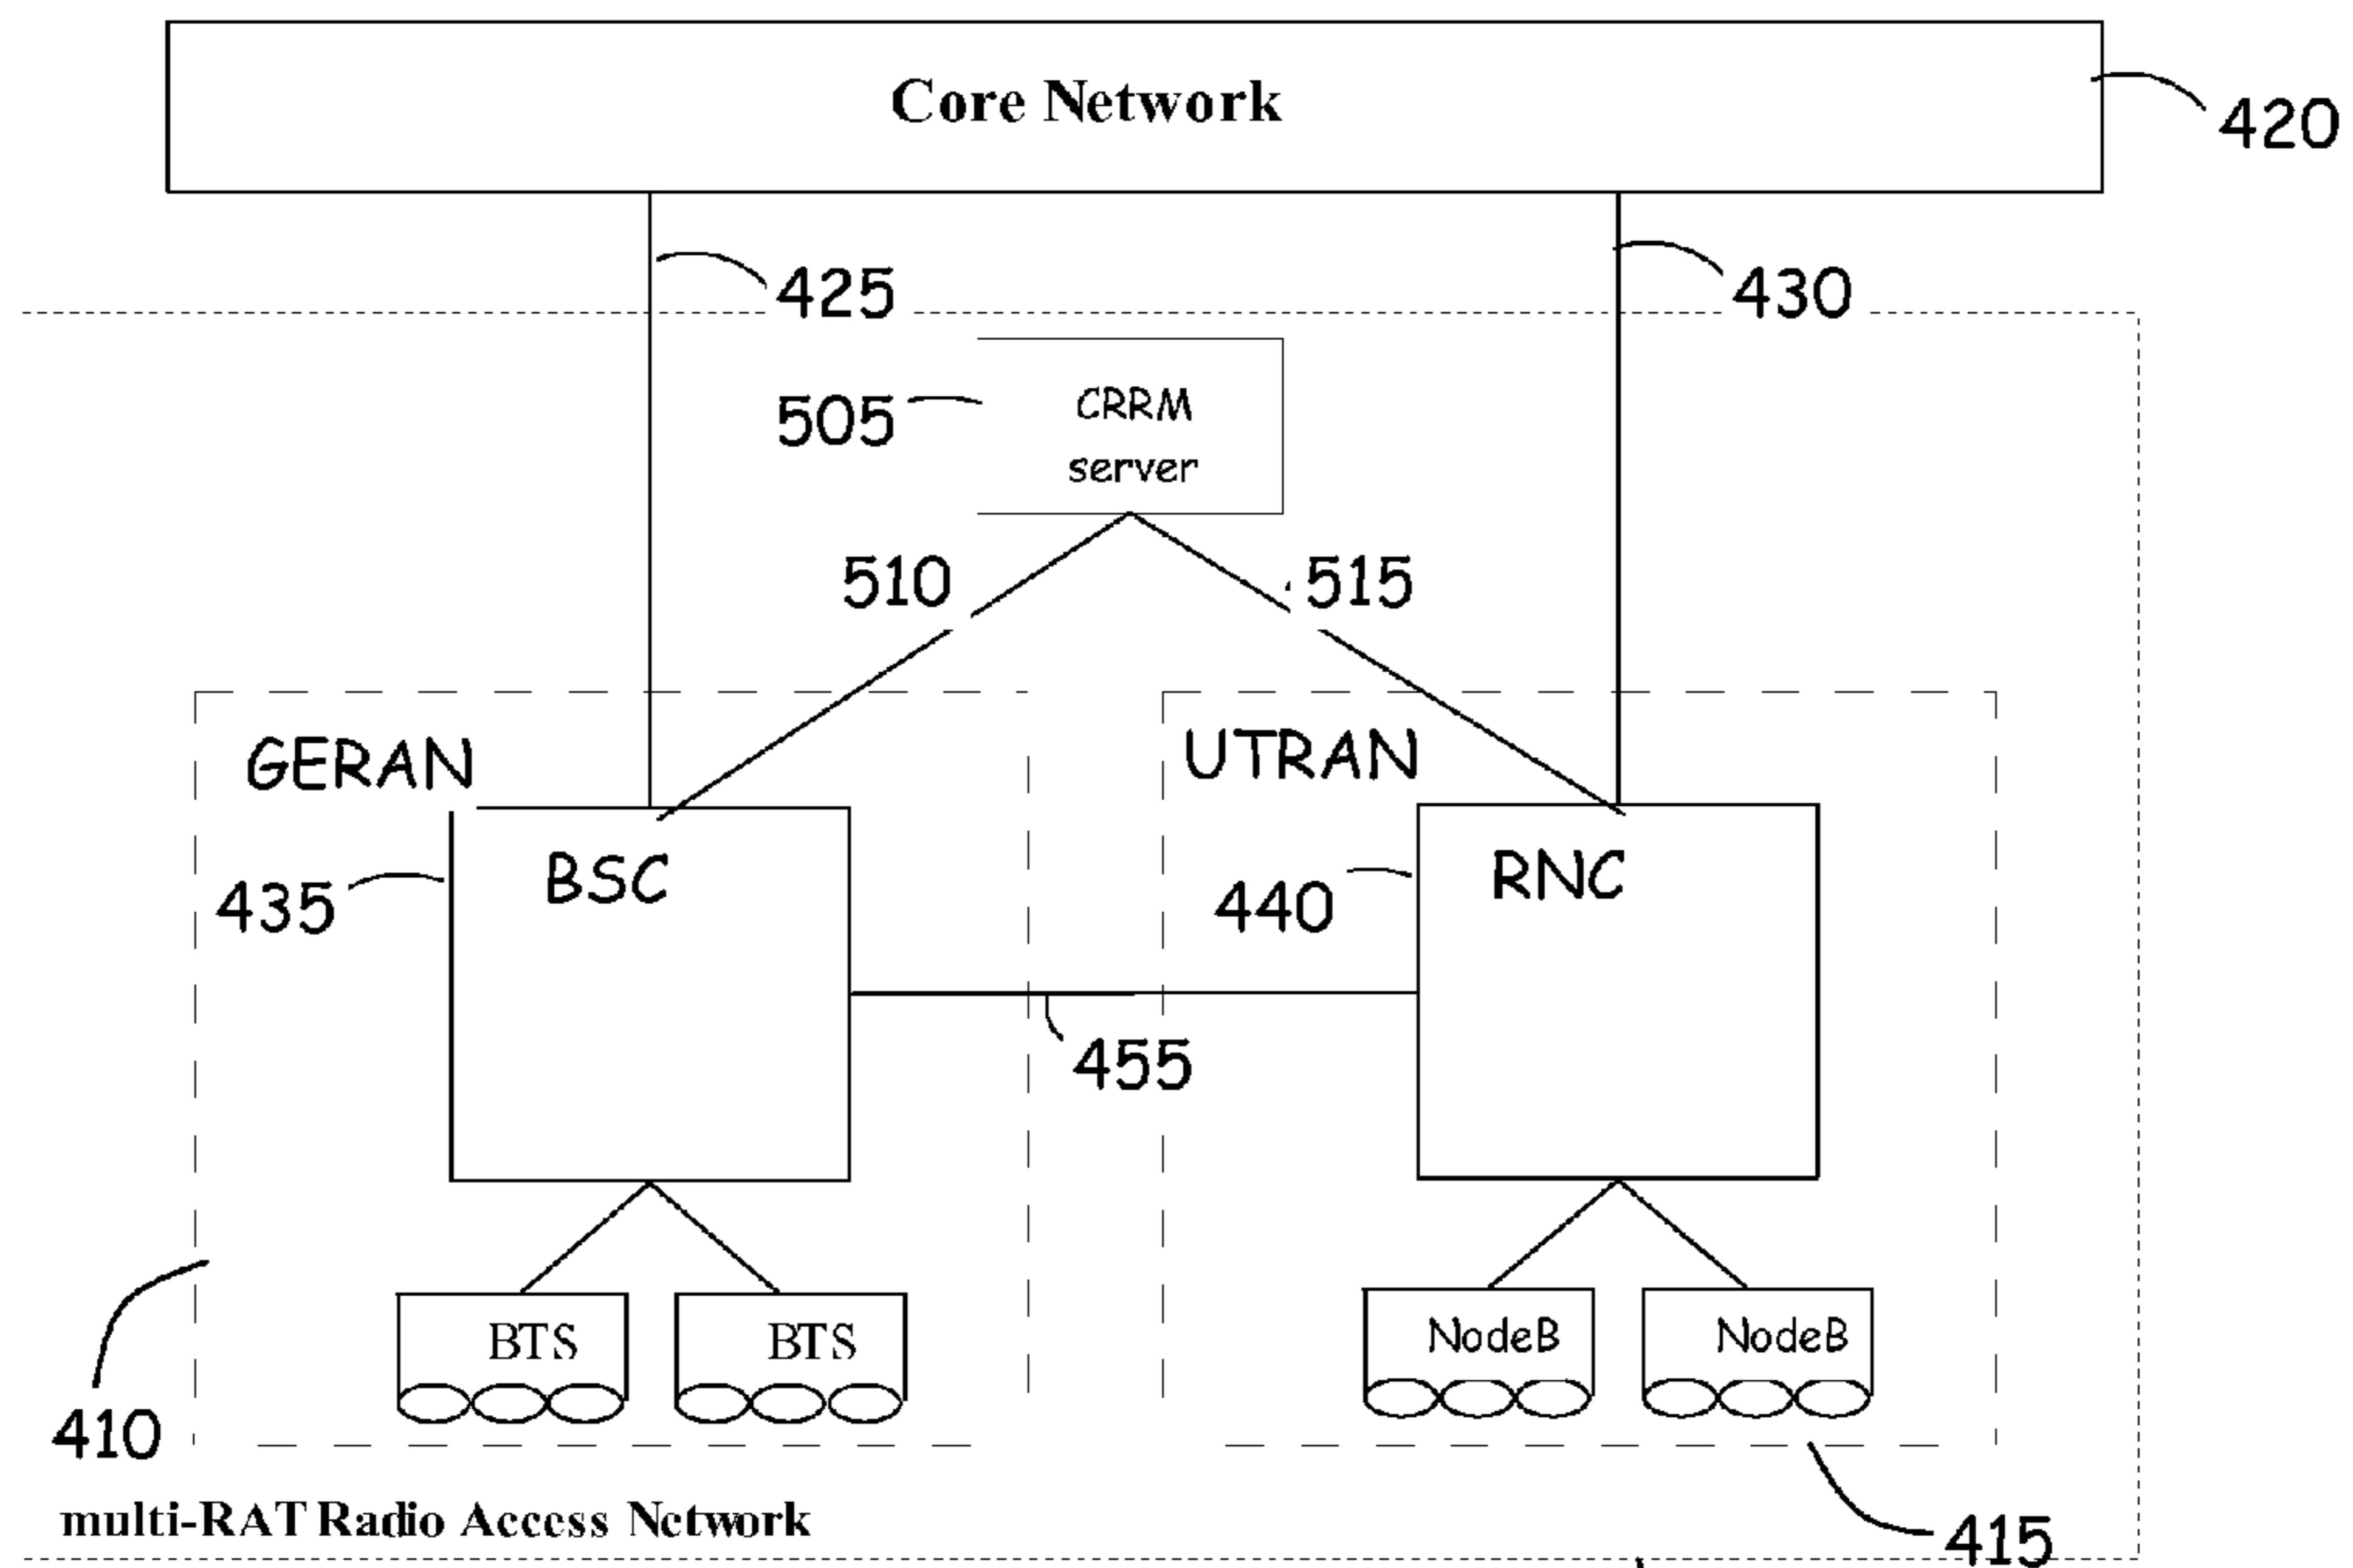 Core Network
420
425
430
505
CRRM
server
510
515
GERAN
UTRAN
BSC
RNC
435
440
455
BTS
BTS
NodeB
NodeB
410
multi-RAT Radio Access Network
415